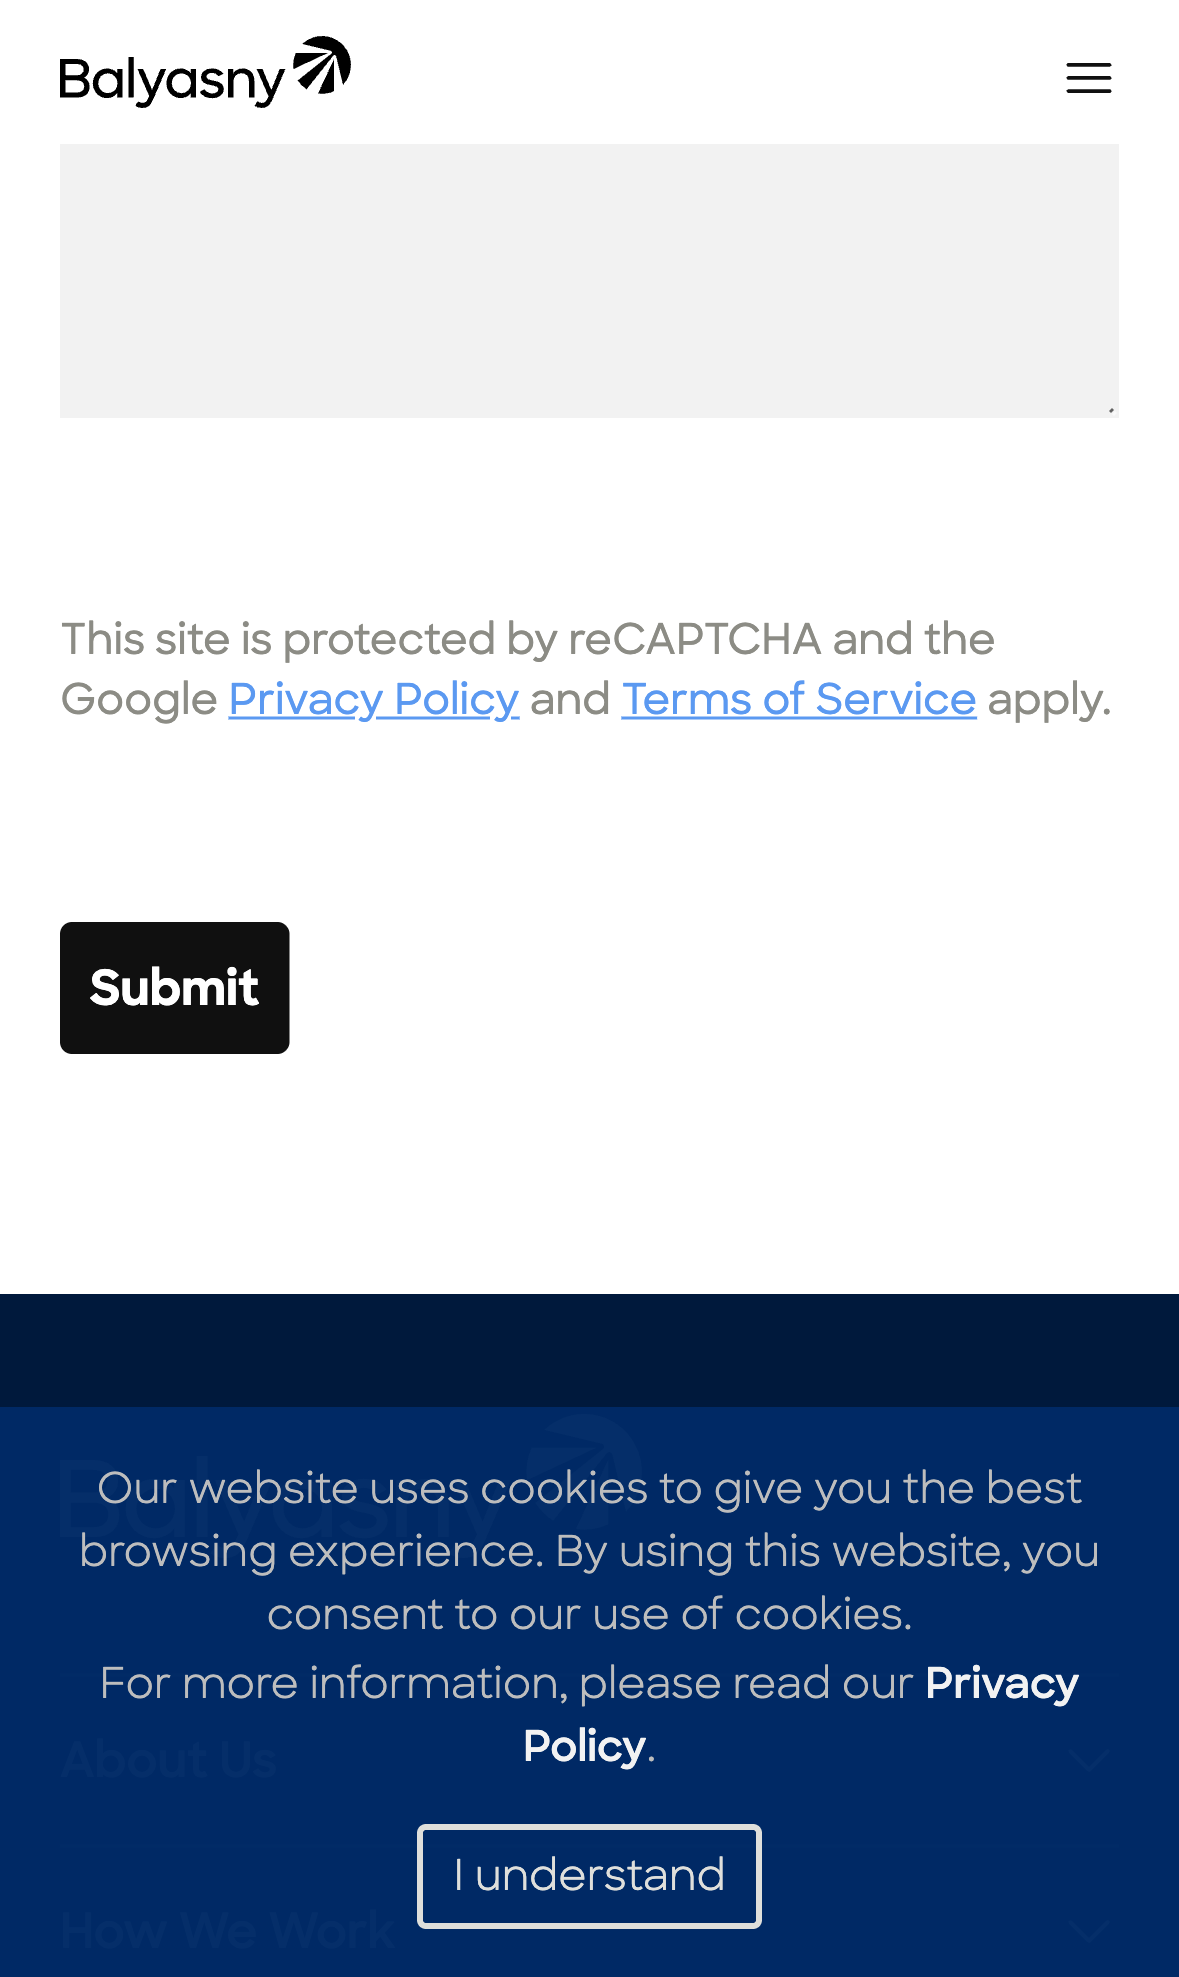 Balyasny
This site is protected by reCAPTCHA and the
Google Privacy Policy and Terms of Service apply.
Submit
Balyasny
Our website uses cookies to give you the best
browsing experience. By using this website, you
consent to our use of cookies.
For more information, please read our Privacy
Policy.
About Us
I understand
How We Work